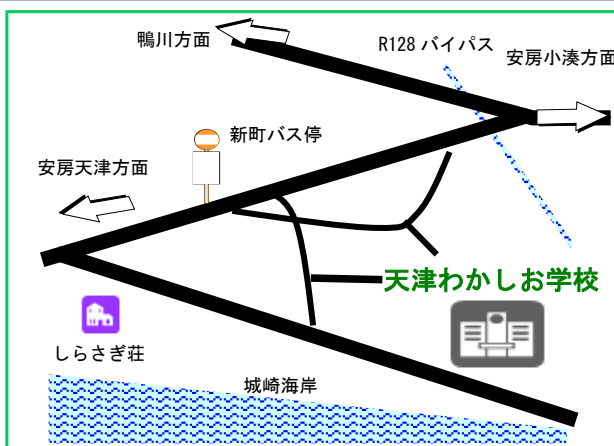 鴨川方面
R128 バイパス
安房小湊方面
新町バス停
安房天津方面
天津わかしお学校
しらさぎ荘
城崎海岸